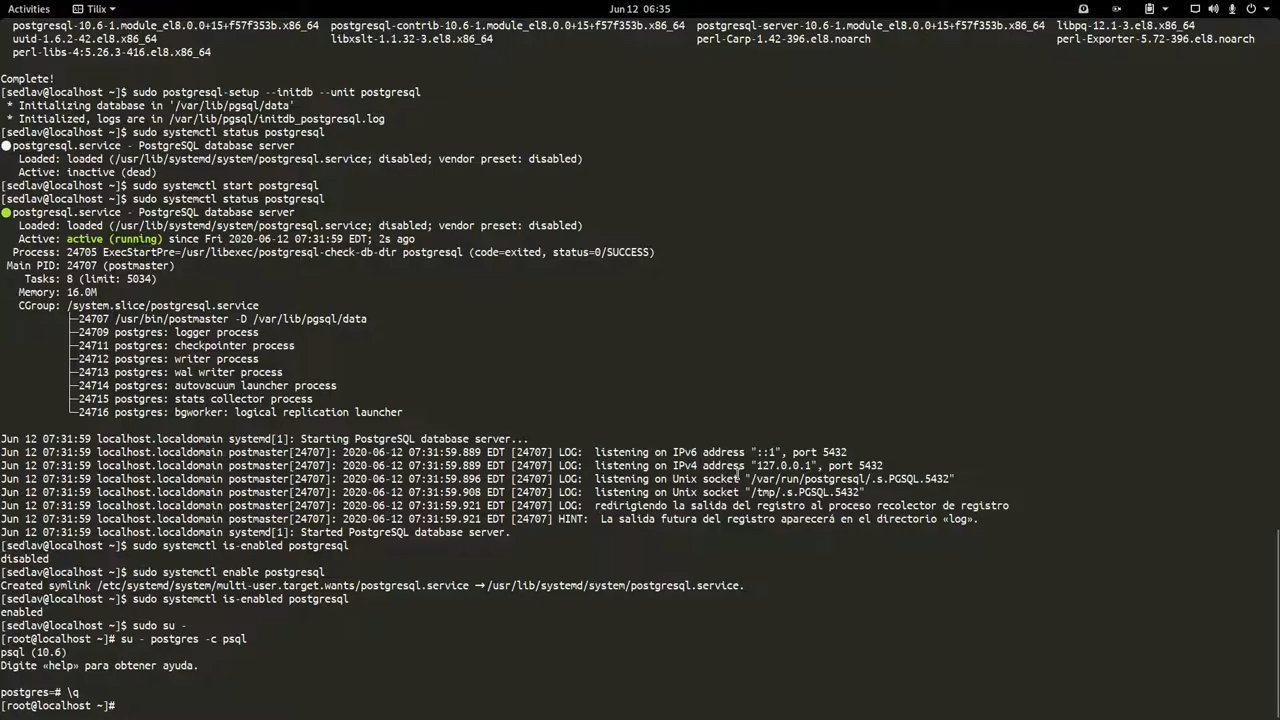 Activities
Tilix
Jun 12 06:35
postgresql-10.6-1.module_el8.0.0+15+f57f353b.x86_64 postgresql-contrib-10.6-1.module_el8.0.0+15+f57f353b.x86_64 postgresql-server-10.6-1.module_el8.0.0+15+f57f353b.x86_64 libpq-12.1-3.el8.x86_64
uuid-1.6.2-42.el8.x86_64 libxslt-1.1.32-3.el8.x86_64 perl-Carp-1.42-396.el8.noarch perl-Exporter-5.72-396.el8.noarch
perl-libs-4:5.26.3-416.el8.x86_64
Complete!
[sedlav@localhost ~]$ sudo postgresql-setup --initdb --unit postgresql
* Initializing database in '/var/lib/pgsql/data'
* Initialized, logs are in /var/lib/pgsql/initdb_postgresql.log
[sedlav@localhost ~]$ sudo systemctl status postgresql
●postgresql.service - PostgreSQL database server
Loaded: loaded (/usr/lib/systemd/system/postgresql.service; disabled; vendor preset: disabled)
Active: inactive (dead)
[sedlav@localhost ~]$ sudo systemctl start postgresql
[sedlav@localhost ~]$ sudo systemctl status postgresql
●postgresql.service - PostgreSQL database server
Loaded: loaded (/usr/lib/systemd/system/postgresql.service; disabled; vendor preset: disabled)
Active: active (running) since Fri 2020-06-12 07:31:59 EDT; 2s ago
Process: 24705 ExecStartPre=/usr/libexec/postgresql-check-db-dir postgresql (code=exited, status=0/SUCCESS)
Main PID: 24707 (postmaster)
Tasks: 8 (limit: 5034)
Memory: 16.0M
CGroup: /system.slice/postgresql.service
├─24707 /usr/bin/postmaster -D /var/lib/pgsql/data
├─24709 postgres: logger process
├─24711 postgres: checkpointer process
├─24712 postgres: writer process
├─24713 postgres: wal writer process
├─24714 postgres: autovacuum launcher process
├─24715 postgres: stats collector process
└─24716 postgres: bgworker: logical replication launcher
Jun 12 07:31:59 localhost.localdomain systemd[1]: Starting PostgreSQL database server...
Jun 12 07:31:59 localhost.localdomain postmaster[24707]: 2020-06-12 07:31:59.889 EDT [24707] LOG:  listening on IPv6 address "::1", port 5432
Jun 12 07:31:59 localhost.localdomain postmaster[24707]: 2020-06-12 07:31:59.889 EDT [24707] LOG:  listening on IPv4 address "127.0.0.1", port 5432
Jun 12 07:31:59 localhost.localdomain postmaster[24707]: 2020-06-12 07:31:59.896 EDT [24707] LOG:  listening on Unix socket "/var/run/postgresql/.s.PGSQL.5432"
Jun 12 07:31:59 localhost.localdomain postmaster[24707]: 2020-06-12 07:31:59.908 EDT [24707] LOG:  listening on Unix socket "/tmp/.s.PGSQL.5432"
Jun 12 07:31:59 localhost.localdomain postmaster[24707]: 2020-06-12 07:31:59.921 EDT [24707] LOG:  redirigiendo la salida del registro al proceso recolector de registro
Jun 12 07:31:59 localhost.localdomain postmaster[24707]: 2020-06-12 07:31:59.921 EDT [24707] HINT:  La salida futura del registro aparecerá en el directorio «log».
Jun 12 07:31:59 localhost.localdomain systemd[1]: Started PostgreSQL database server.
[sedlav@localhost ~]$ sudo systemctl is-enabled postgresql
disabled
[sedlav@localhost ~]$ sudo systemctl enable postgresql
Created symlink /etc/systemd/system/multi-user.target.wants/postgresql.service → /usr/lib/systemd/system/postgresql.service.
[sedlav@localhost ~]$ sudo systemctl is-enabled postgresql
enabled
[sedlav@localhost ~]$ sudo su -
[root@localhost ~]# su - postgres -c psql
psql (10.6)
Digite «help» para obtener ayuda.
postgres=# \q
[root@localhost ~]#